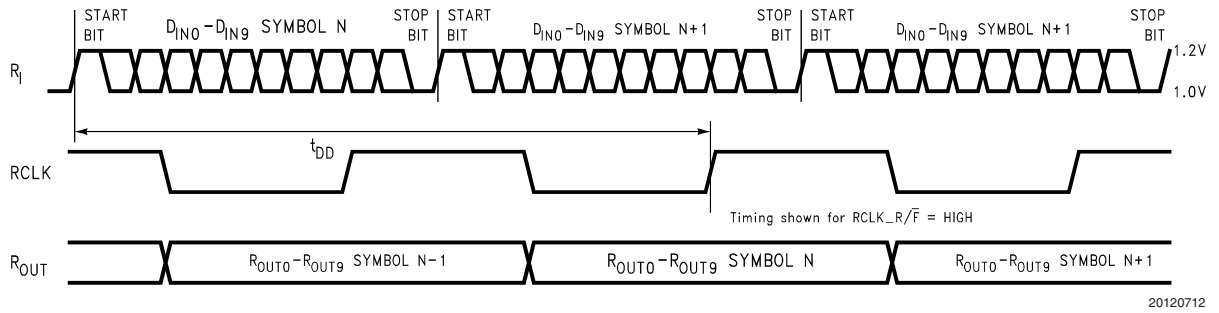 START BIT
D_IN0–D_IN9 SYMBOL N
STOP BIT
START BIT
D_IN0–D_IN9 SYMBOL N+1
STOP BIT
START BIT
D_IN0–D_IN9 SYMBOL N+1
STOP BIT
1.2V
R_I
1.0V
t_DD
RCLK
Timing shown for RCLK_R/F̅ = HIGH
R_OUT
R_OUT0–R_OUT9 SYMBOL N-1
R_OUT0–R_OUT9 SYMBOL N
R_OUT0–R_OUT9 SYMBOL N+1
20120712